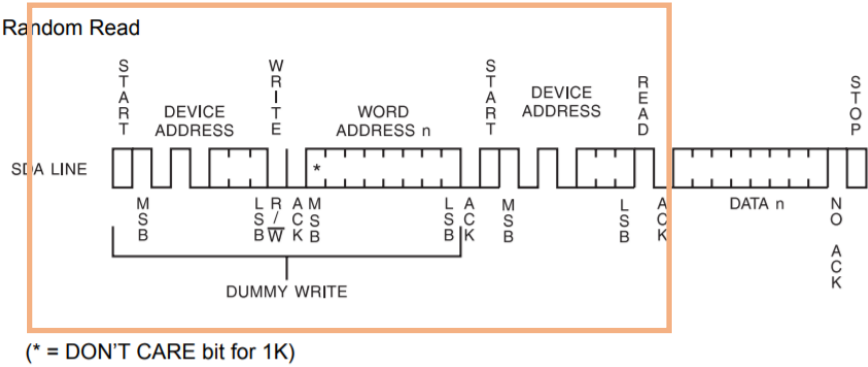 Random Read
START
WRITE
START
READ
STOP
DEVICE
ADDRESS
WORD
ADDRESS n
DEVICE
ADDRESS
SDA LINE
*
MSB
LSB
R/W
ACK
MSB
LSB
ACK
MSB
LSB
ACK
DATA n
NO ACK
DUMMY WRITE
(* = DON'T CARE bit for 1K)